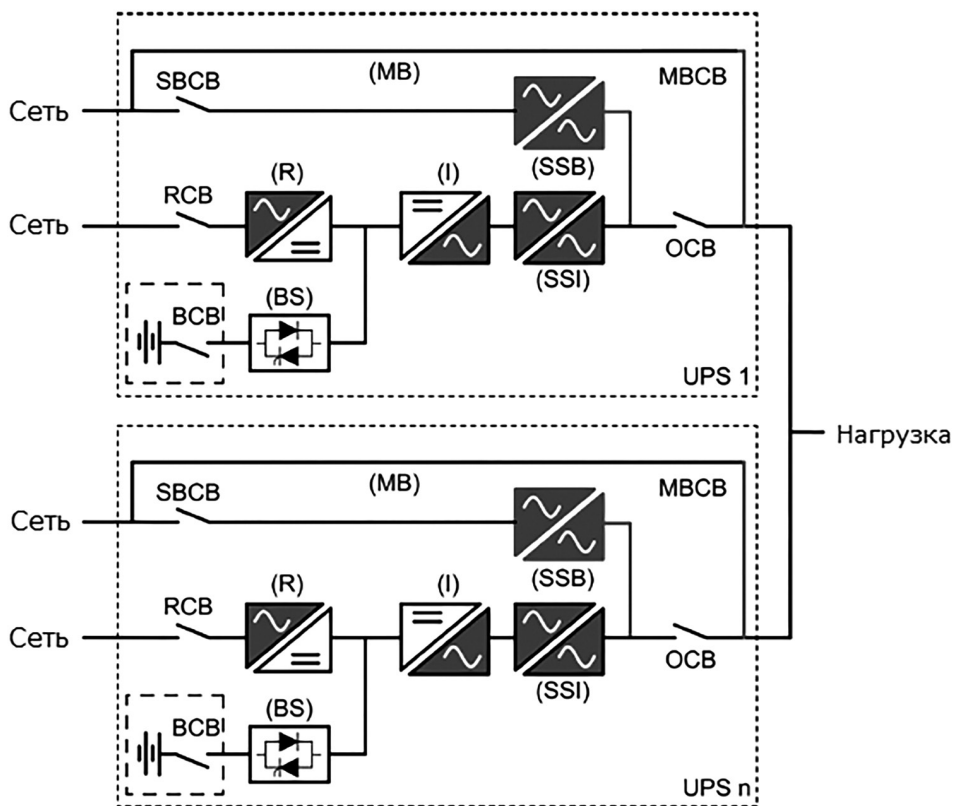 SBCB (MB) MBCB
Сеть
(SSB)
RCB (R) (I)
Сеть
OCB
(SSI)
BCB (BS)
UPS 1
Нагрузка
SBCB (MB) MBCB
Сеть
(SSB)
RCB (R) (I)
Сеть
OCB
(SSI)
BCB (BS)
UPS n